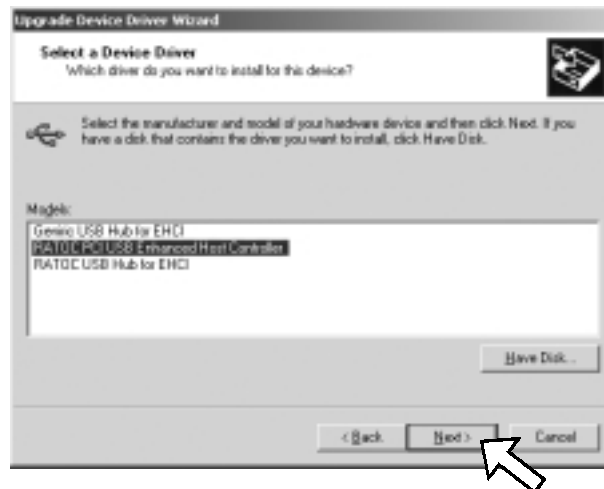 Upgrade Device Driver Wizard
Select a Device Driver
Which driver do you want to install for this device?
Select the manufacturer and model of your hardware device and then click Next. If you
have a disk that contains the driver you want to install, click Have Disk.
Models:
Generic USB Hub for EHCI
RATOC PCI USB Enhanced Host Controller
RATOC USB Hub for EHCI
Have Disk...
< Back
Next >
Cancel